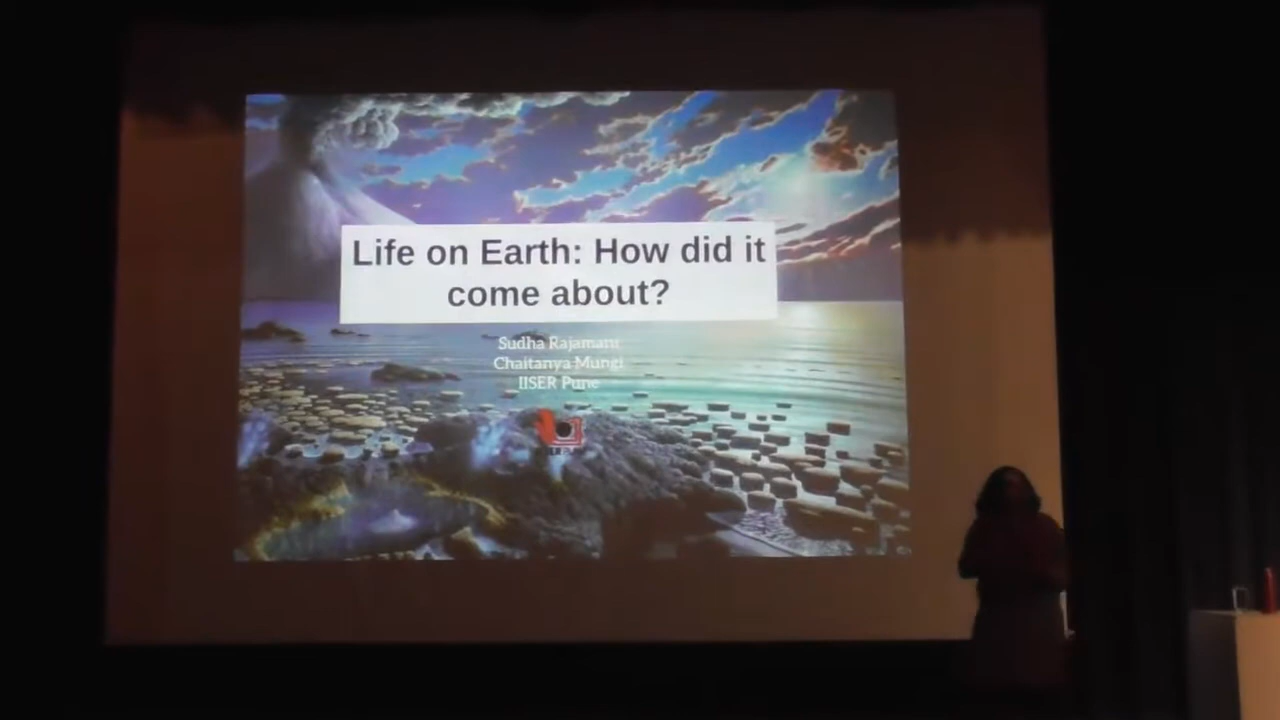 Life on Earth: How did it
come about?
Sudha Rajamani
Chaitanya Mungi
IISER Pune